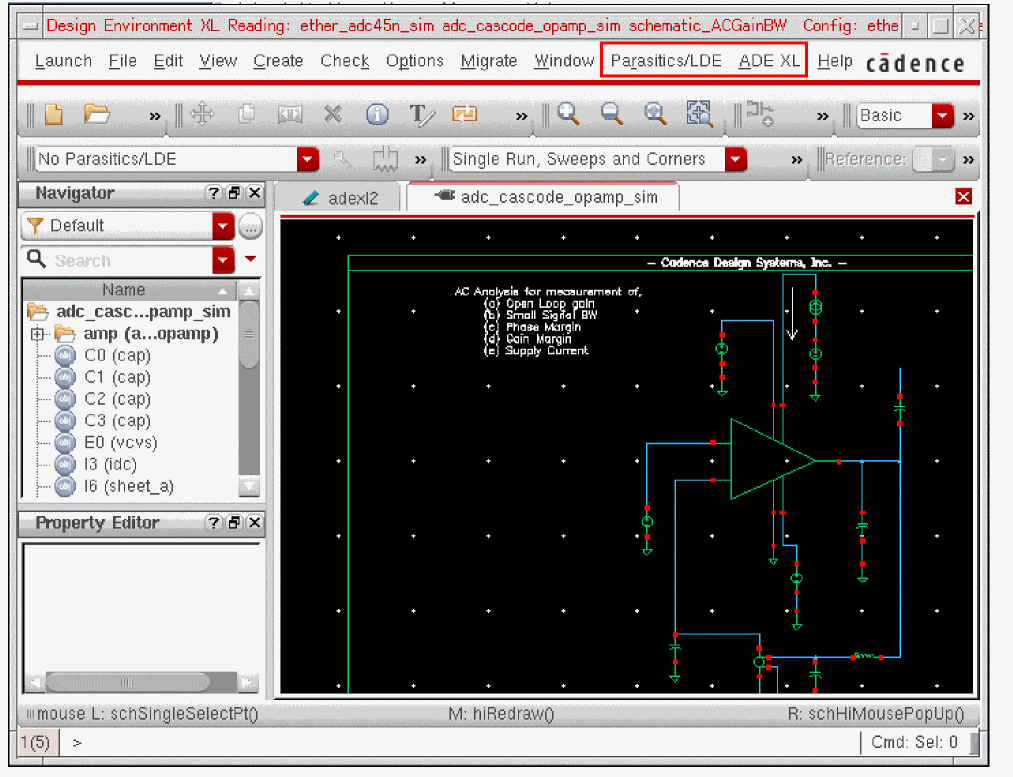 Design Environment XL Reading: ether_adc45n_sim adc_cascode_opamp_sim schematic_ACGainBW Config: ethe
Launch File Edit View Create Check Options Migrate Window Parasitics/LDE ADE XL Help cādence
» » » Basic »
No Parasitics/LDE » Single Run, Sweeps and Corners » Reference: »
Navigator
adexl2 adc_cascode_opamp_sim
Default
Search
Name
adc_casc...pamp_sim
amp (a...opamp)
C0 (cap)
C1 (cap)
C2 (cap)
C3 (cap)
E0 (vcvs)
I3 (idc)
I6 (sheet_a)
Property Editor
– Cadence Design Systems, Inc. –
AC Analysis for measurement of,
(a) Open Loop gain
(b) Small Signal BW
(c) Phase Margin
(d) Gain Margin
(e) Supply Current
mouse L: schSingleSelectPt() M: hiRedraw() R: schHiMousePopUp()
1(5) > Cmd: Sel: 0